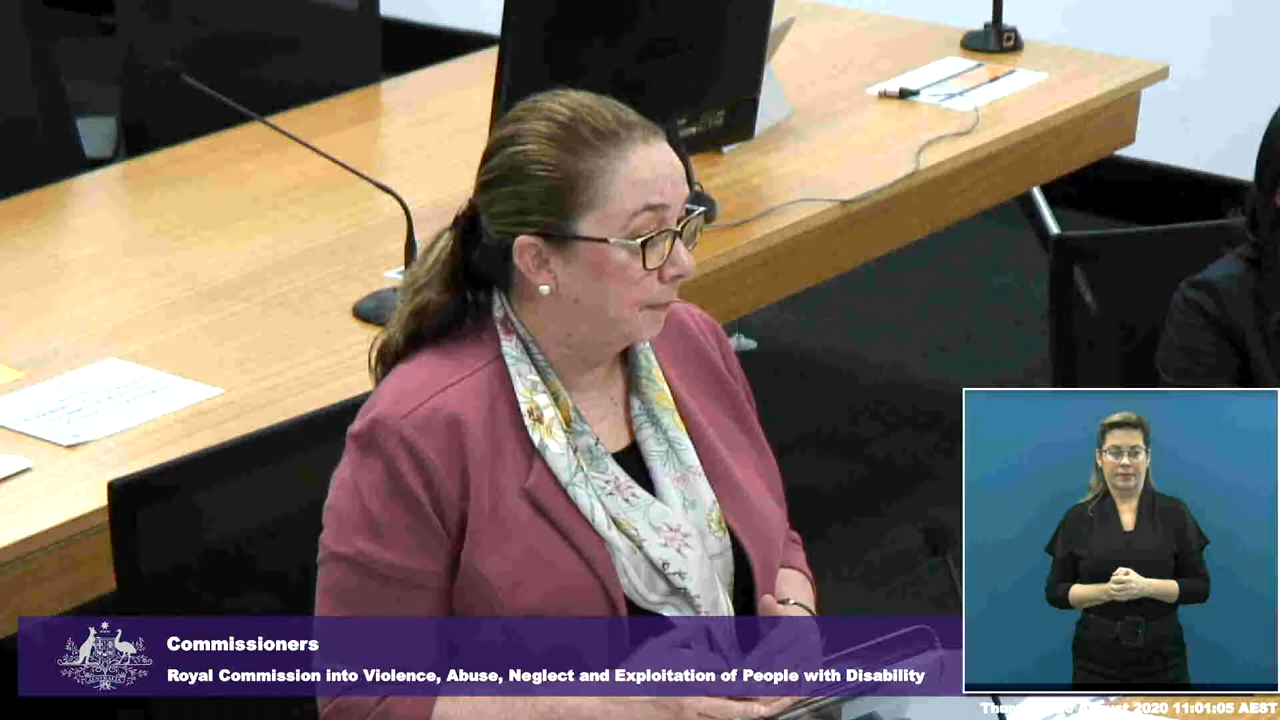 Commissioners
Royal Commission into Violence, Abuse, Neglect and Exploitation of People with Disability
2020 11:01:05 AEST